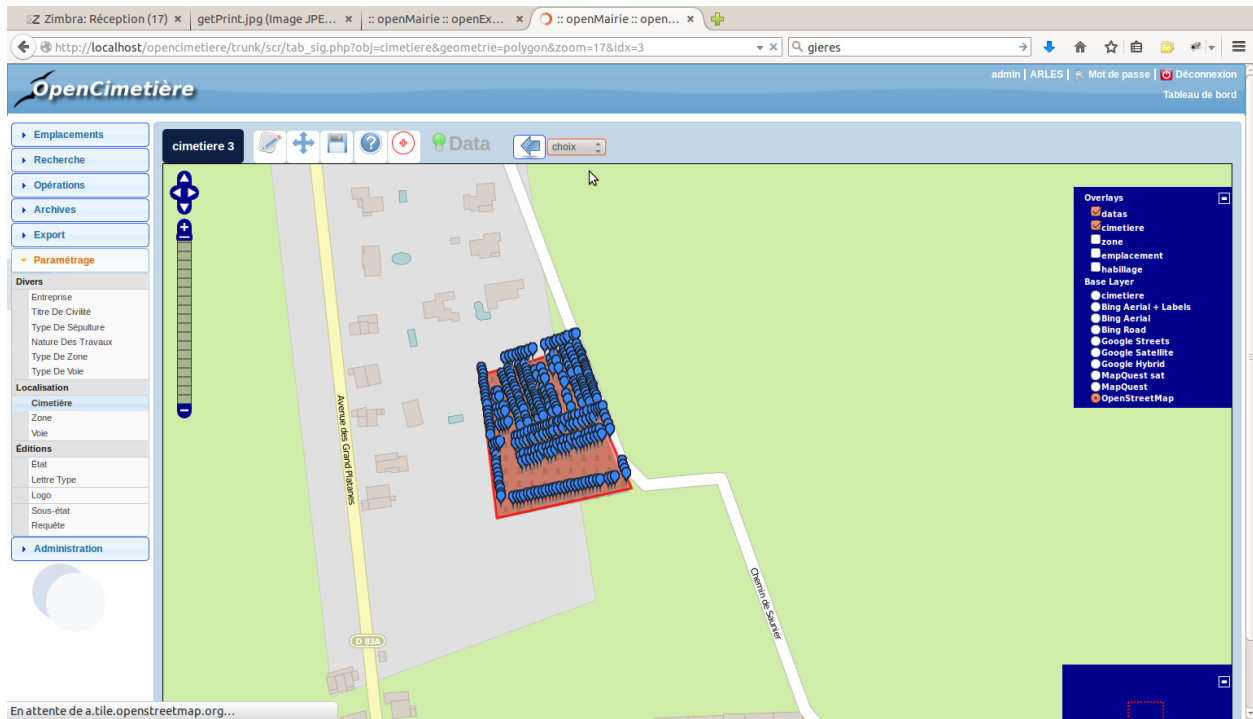 Zimbra: Réception (17)
getPrint.jpg (Image JPE...
:: openMairie :: openEx...
:: openMairie :: open...
http://localhost/opencimetiere/trunk/scr/tab_sig.php?obj=cimetiere&geometrie=polygon&zoom=17&idx=3
gieres
OpenCimetière
admin | ARLES | Mot de passe | Déconnexion
Tableau de bord
Emplacements
Recherche
Opérations
Archives
Export
Paramétrage
Divers
Entreprise
Titre De Civilité
Type De Sépulture
Nature Des Travaux
Type De Zone
Type De Voie
Localisation
Cimetière
Zone
Voie
Éditions
État
Lettre Type
Logo
Sous-état
Requête
Administration
cimetiere 3
Data
choix
Overlays
datas
cimetiere
zone
emplacement
habillage
Base Layer
cimetiere
Bing Aerial + Labels
Bing Aerial
Bing Road
Google Streets
Google Satellite
Google Hybrid
MapQuest sat
MapQuest
OpenStreetMap
Avenue des Grand Platanes
Chemin de Saunier
D 83A
En attente de a.tile.openstreetmap.org...